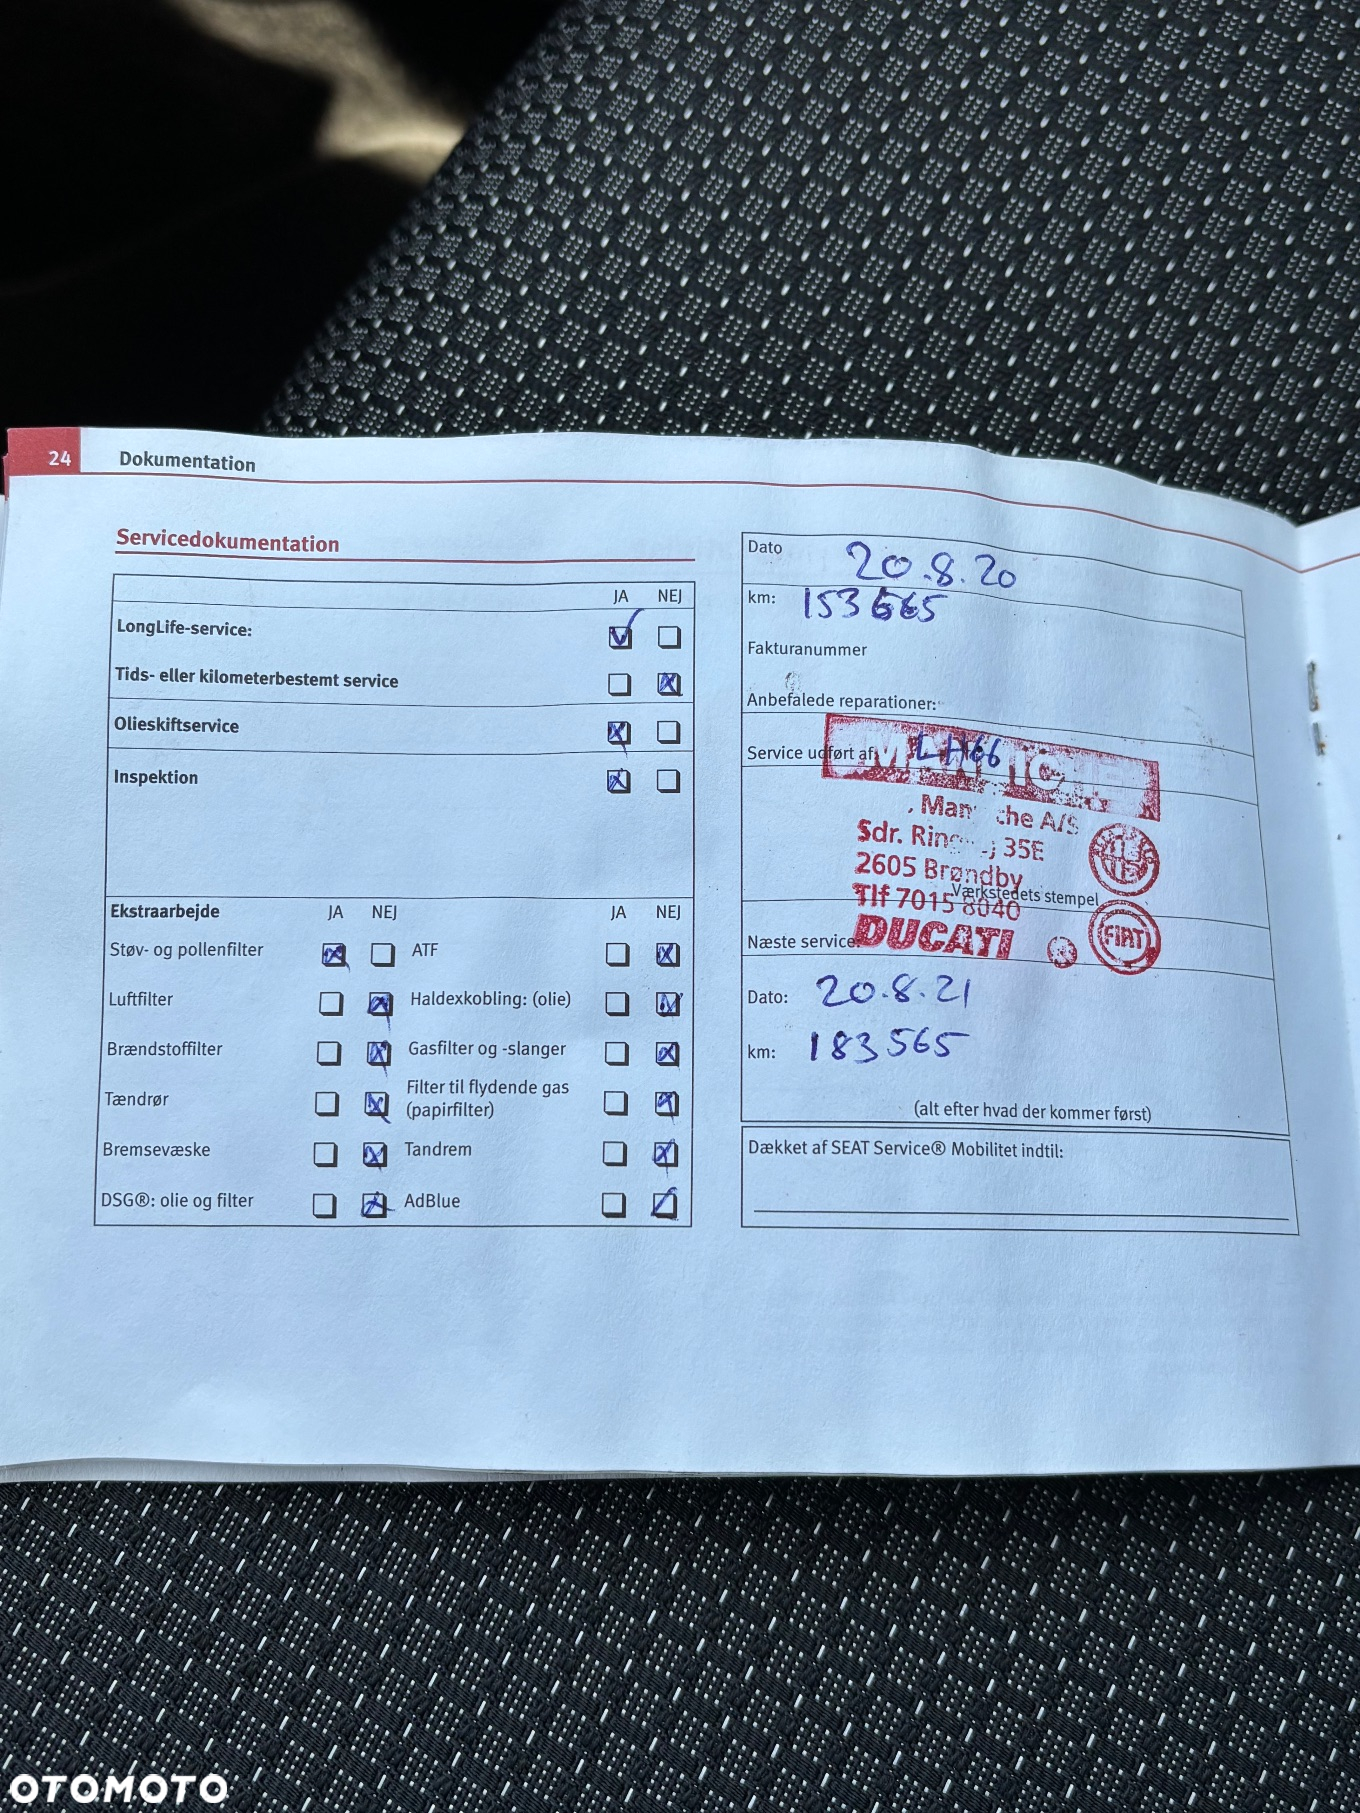 24 Dokumentation
Servicedokumentation
JA NEJ
LongLife-service:
Tids- eller kilometerbestemt service
Olieskiftservice
Inspektion
Ekstraarbejde JA NEJ JA NEJ
Støv- og pollenfilter ATF
Luftfilter Haldexkobling: (olie)
Brændstoffilter Gasfilter og -slanger
Tændrør Filter til flydende gas
(papirfilter)
Bremsevæske Tandrem
DSG®: olie og filter AdBlue
Dato 20.8.20
km: 153665
Fakturanummer
Anbefalede reparationer:
Service udført af LH66
A/S
Sdr. 35E
2605 Brøndby
Værkstedets stempel
Tlf 7015 8040
DUCATI FIAT
Næste service:
Dato: 20.8.21
km: 183565
(alt efter hvad der kommer først)
Dækket af SEAT Service® Mobilitet indtil:
OTOMOTO